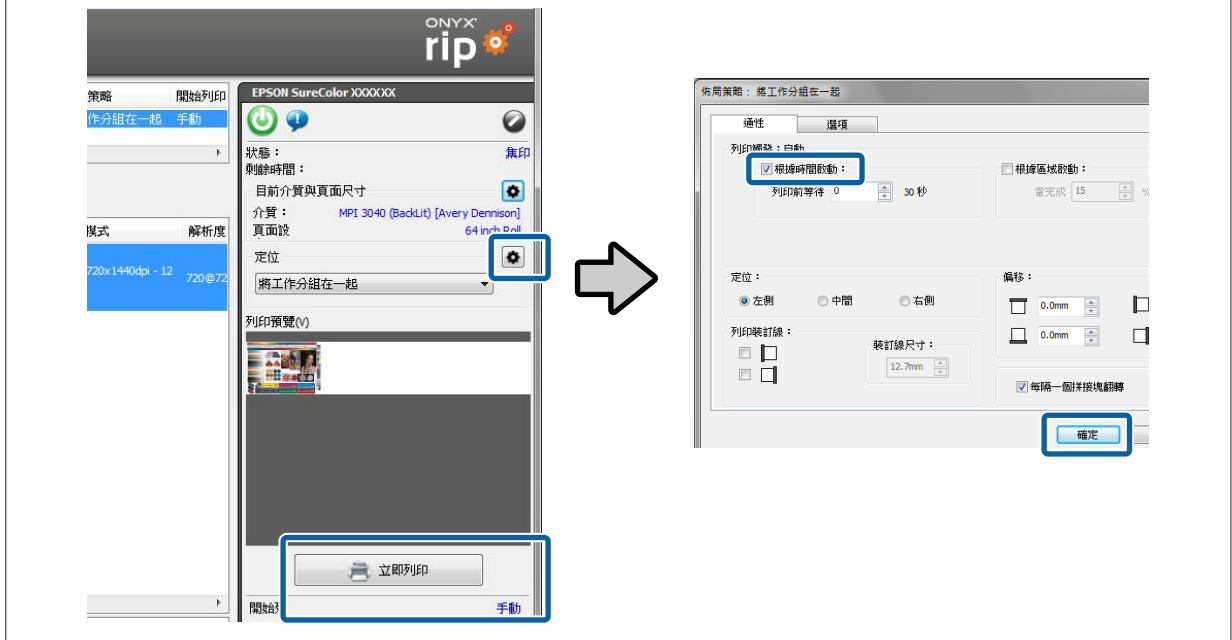 ONYX
rip
策略 開始列印
作分組在一起 手動
模式 解析度
720x1440dpi - 12 720@72
EPSON SureColor XXXXXX
狀態： 集印
剩餘時間：
目前介質與頁面尺寸
介質： MPI 3040 (BackLit) [Avery Dennison]
頁面設 64 inch Roll
定位
將工作分組在一起
列印預覽(V)
立即列印
開始 手動
佈局策略： 將工作分組在一起
通性 選項
列印觸發：自動
根據時間啟動：
列印前等待 0 30 秒
根據區域啟動：
當完成 15 %
定位：
左側 中間 右側
偏移：
0.0mm
0.0mm
列印裝訂線：
裝訂線尺寸：
12.7mm
每隔一個拼接塊翻轉
確定